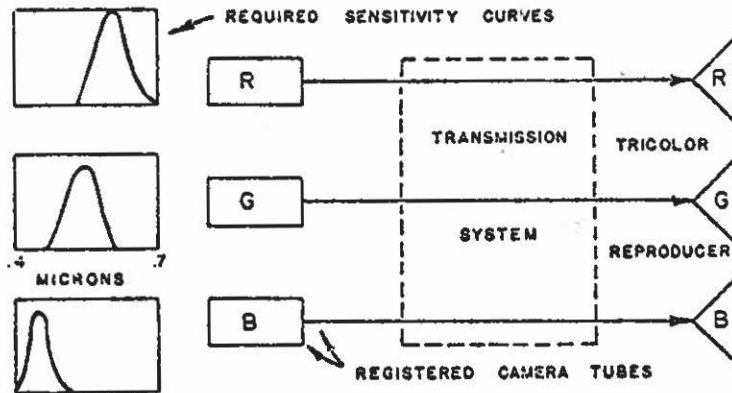 REQUIRED SENSITIVITY CURVES
R
R
TRANSMISSION
TRICOLOR
G
G
.4
.7
SYSTEM
REPRODUCER
MICRONS
B
B
REGISTERED CAMERA TUBES